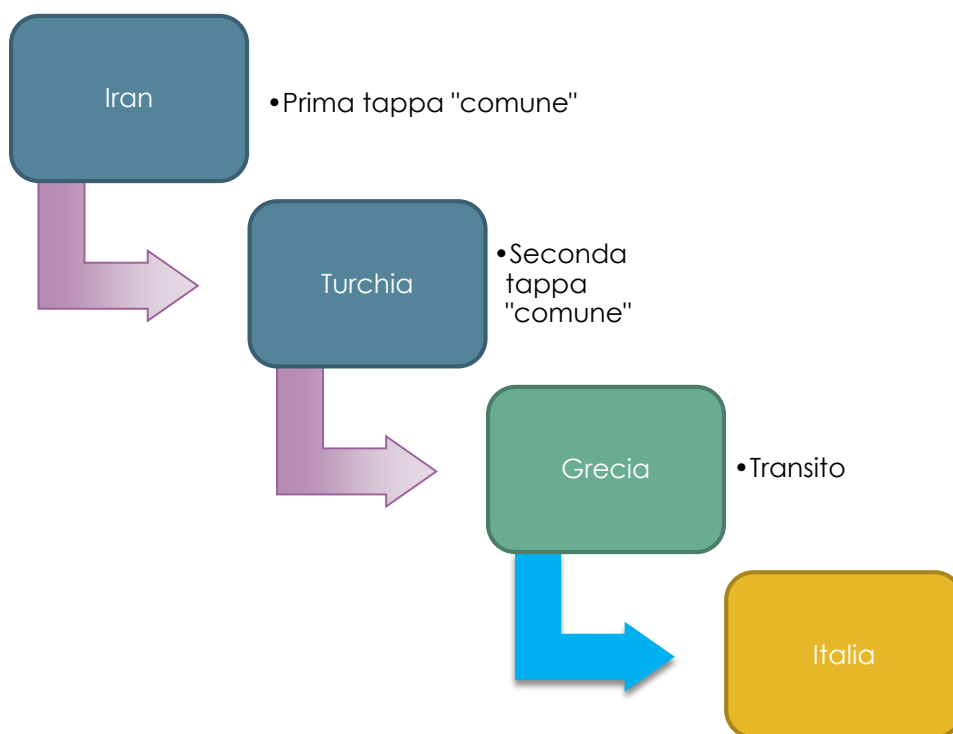 Iran
•Prima tappa "comune"
Turchia
•Seconda
tappa
"comune"
Grecia
•Transito
Italia